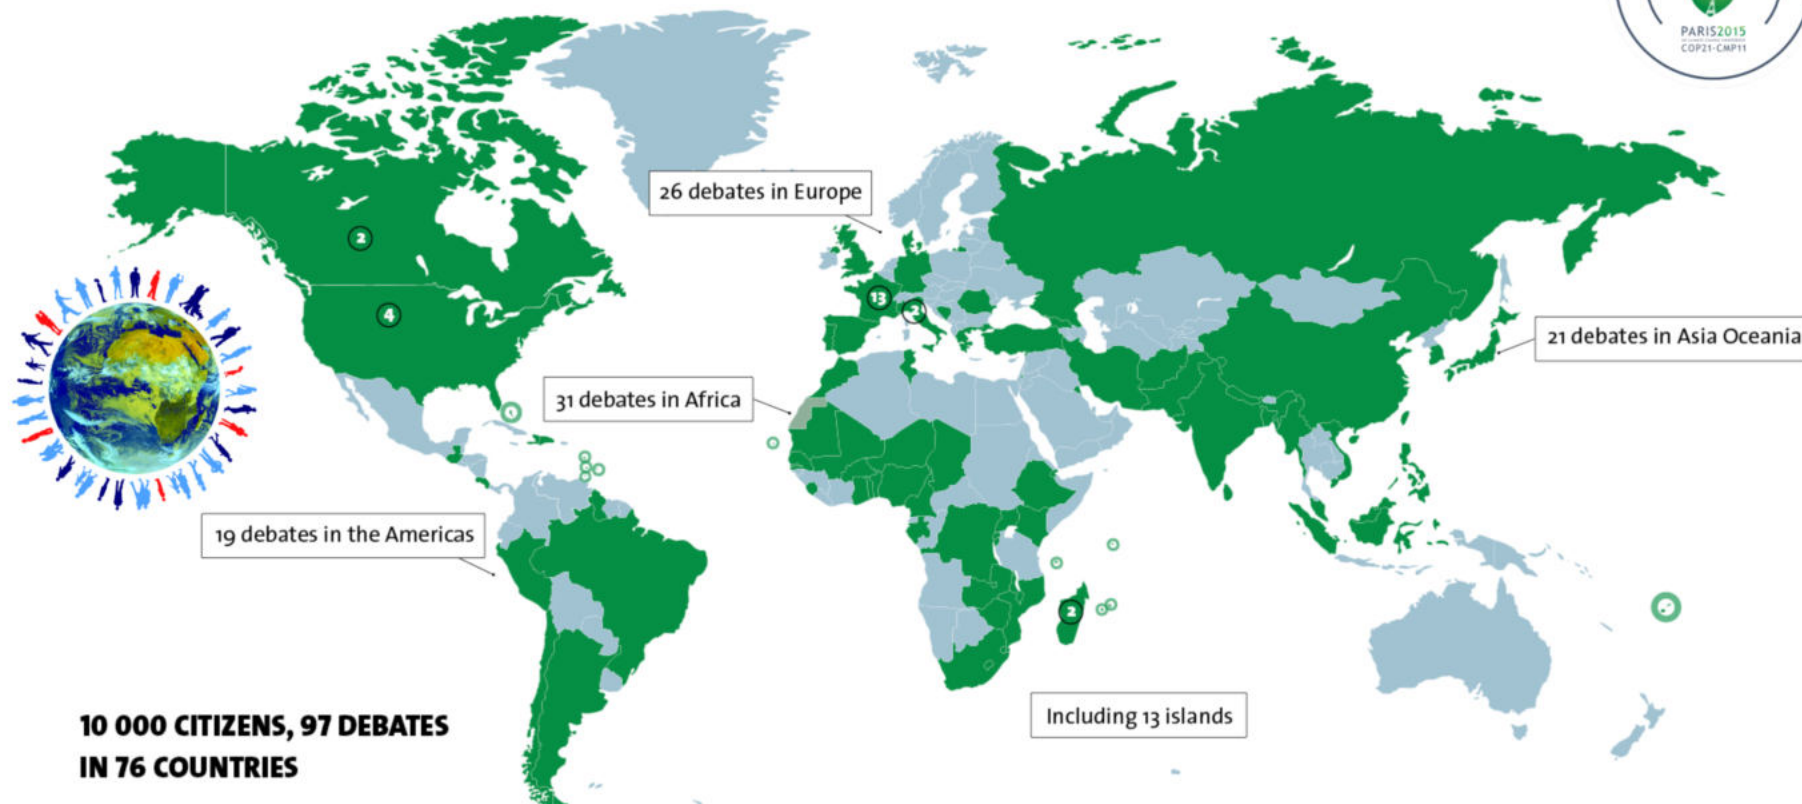 PARIS2015
COP21-CMP11
26 debates in Europe
2
13
2
4
21 debates in Asia Oceania
31 debates in Africa
19 debates in the Americas
2
Including 13 islands
10 000 CITIZENS, 97 DEBATES
IN 76 COUNTRIES